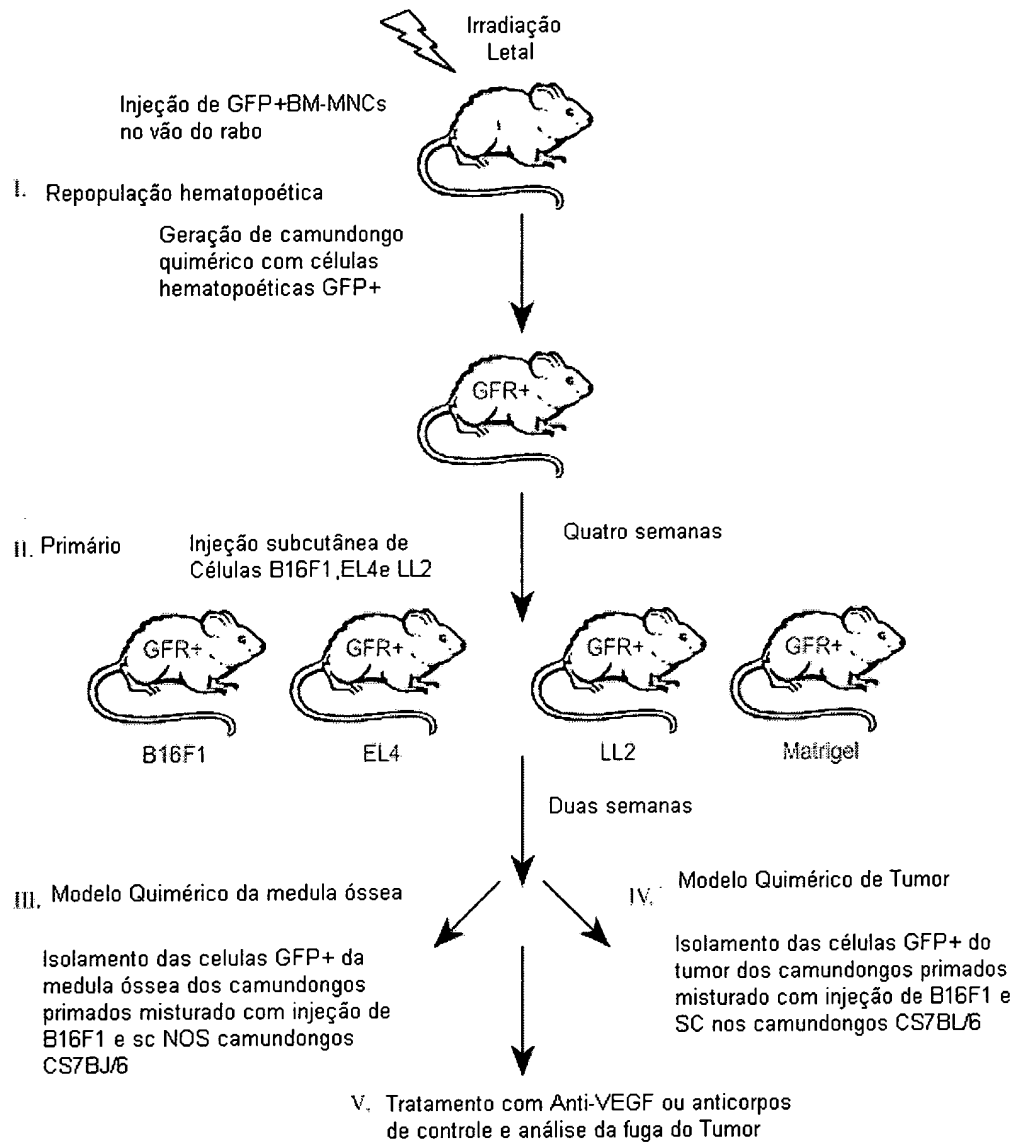 Irradiação
Letal
Injeção de GFP+BM-MNCs
no vão do rabo
I. Repopulação hematopoética
Geração de camundongo
quimérico com células
hematopoéticas GFP+
GFR+
Quatro semanas
II. Primário
Injeção subcutânea de
Células B16F1,EL4e LL2
GFR+
GFR+
GFR+
GFR+
B16F1
EL4
LL2
Matrigel
Duas semanas
III. Modelo Quimérico da medula óssea
Isolamento das celulas GFP+ da
medula óssea dos camundongos
primados misturado com injeção de
B16F1 e sc NOS camundongos
CS7BJ/6
IV. Modelo Quimérico de Tumor
Isolamento das células GFP+ do
tumor dos camundongos primados
misturado com injeção de B16F1 e
SC nos camundongos CS7BL/6
V. Tratamento com Anti-VEGF ou anticorpos
de controle e análise da fuga do Tumor